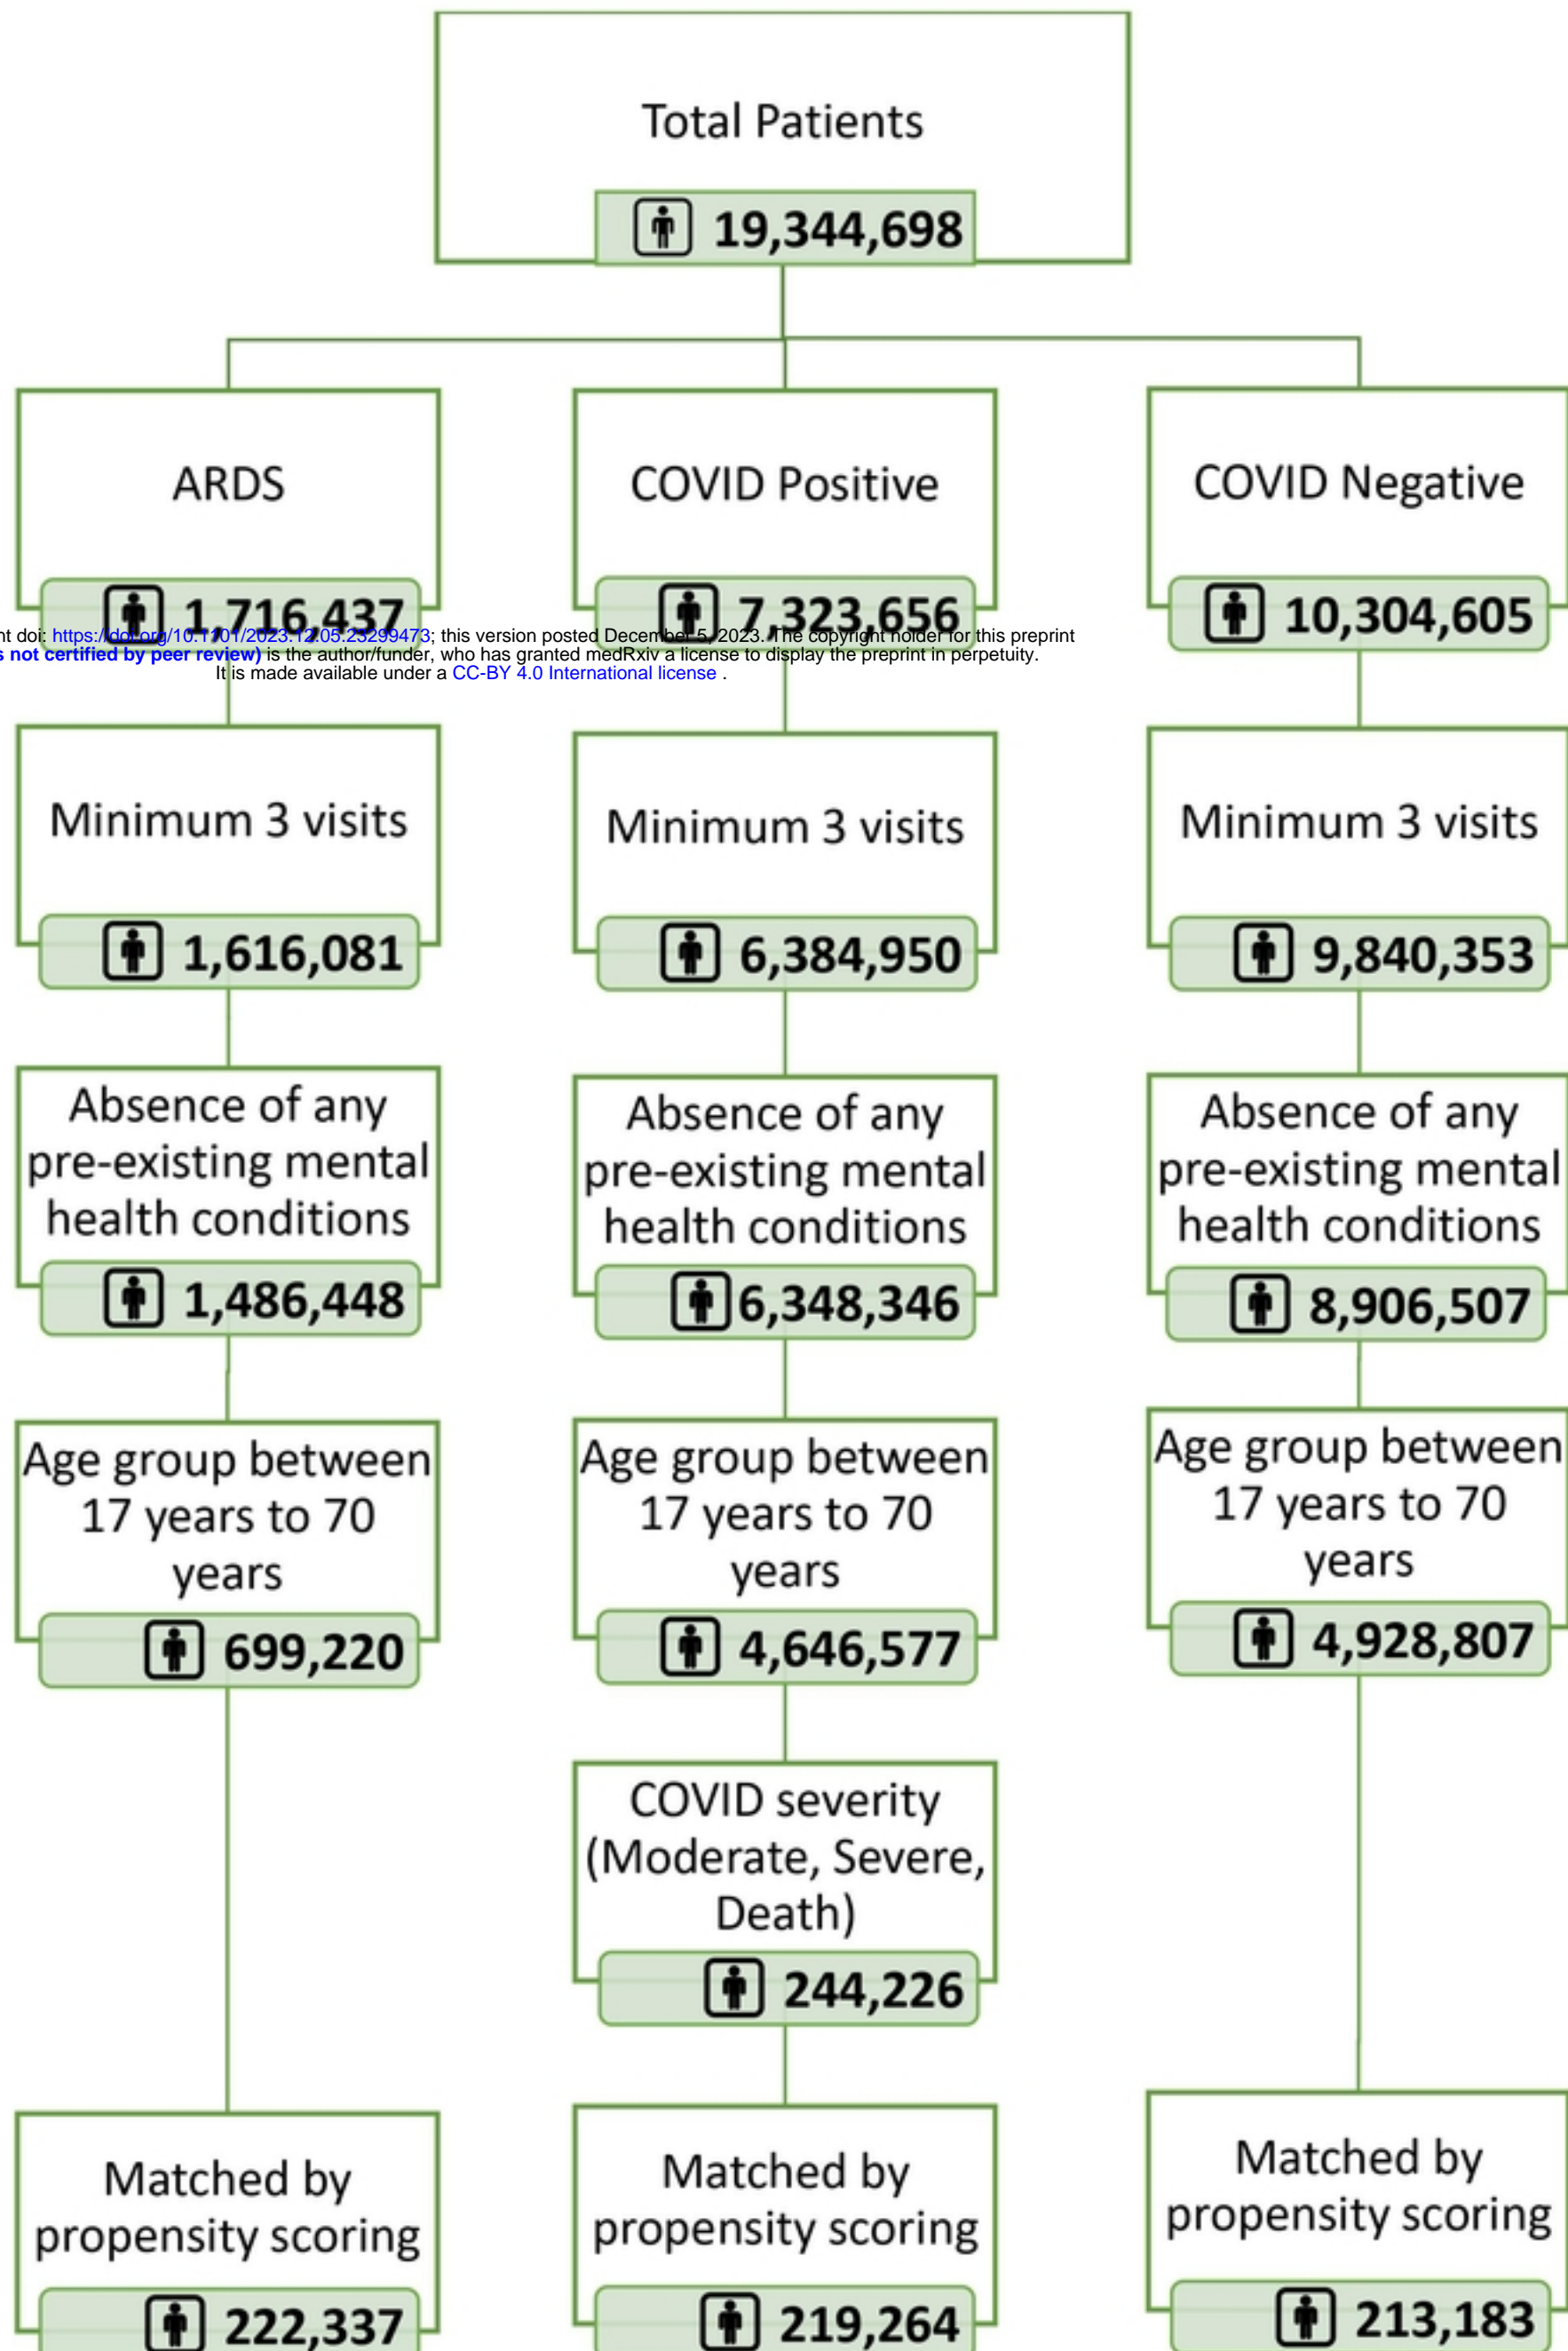 Total Patients
19,344,698
ARDS
1,716,437
COVID Positive
7,323,656
COVID Negative
10,304,605
nt doi: https://doi.org/10.1101/2023.12.05.23299473; this version posted December 5, 2023. The copyright holder for this preprint
s not certified by peer review) is the author/funder, who has granted medRxiv a license to display the preprint in perpetuity.
It is made available under a CC-BY 4.0 International license .
Minimum 3 visits
1,616,081
Minimum 3 visits
6,384,950
Minimum 3 visits
9,840,353
Absence of any
pre-existing mental
health conditions
1,486,448
Absence of any
pre-existing mental
health conditions
6,348,346
Absence of any
pre-existing mental
health conditions
8,906,507
Age group between
17 years to 70
years
699,220
Age group between
17 years to 70
years
4,646,577
Age group between
17 years to 70
years
4,928,807
COVID severity
(Moderate, Severe,
Death)
244,226
Matched by
propensity scoring
222,337
Matched by
propensity scoring
219,264
Matched by
propensity scoring
213,183